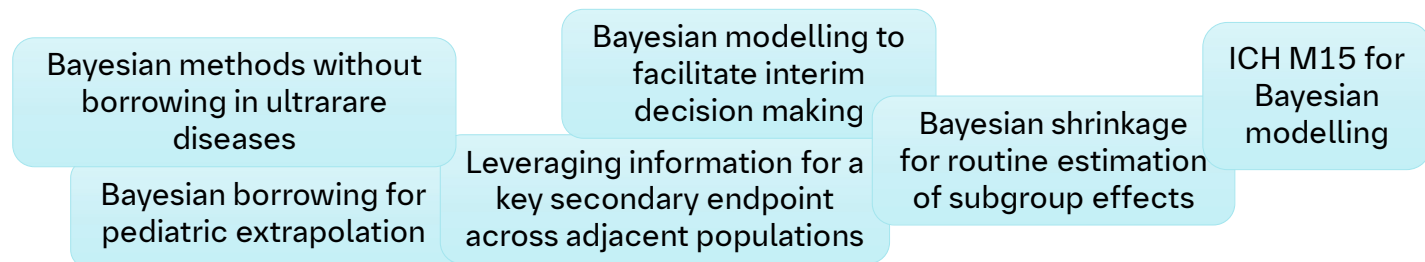 Bayesian methods without
borrowing in ultrarare
diseases
Bayesian borrowing for
pediatric extrapolation
Bayesian modelling to
facilitate interim
decision making
Leveraging information for a
key secondary endpoint
across adjacent populations
Bayesian shrinkage
for routine estimation
of subgroup effects
ICH M15 for
Bayesian
modelling